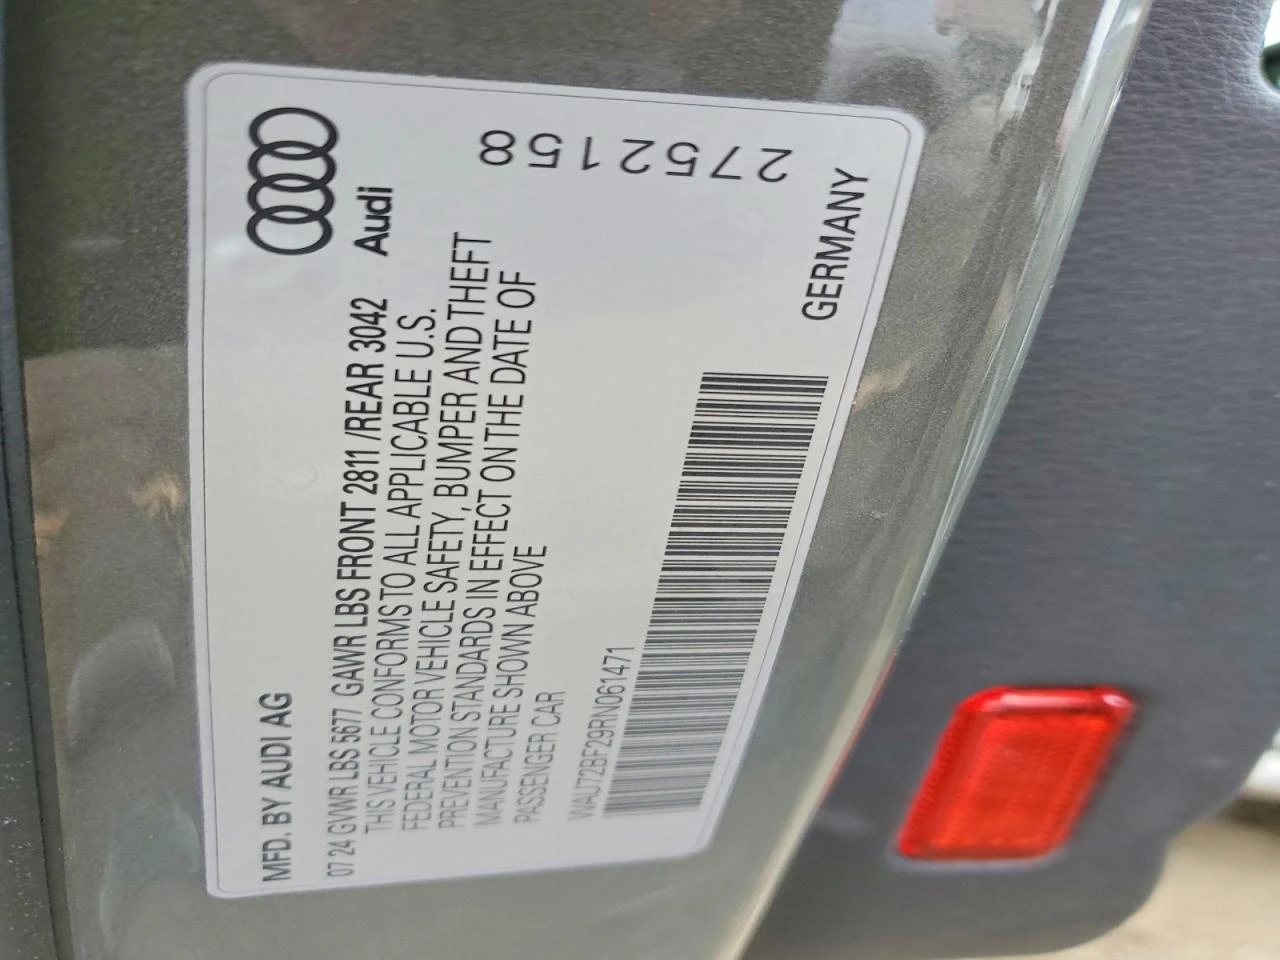 MFD. BY AUDI AG
Audi
07 24 GVWR LBS 5677 GAWR LBS FRONT 2811 /REAR 3042
THIS VEHICLE CONFORMS TO ALL APPLICABLE U.S.
FEDERAL MOTOR VEHICLE SAFETY, BUMPER AND THEFT
PREVENTION STANDARDS IN EFFECT ON THE DATE OF
MANUFACTURE SHOWN ABOVE
PASSENGER CAR
WAU72BF29RN061471
2752158
GERMANY